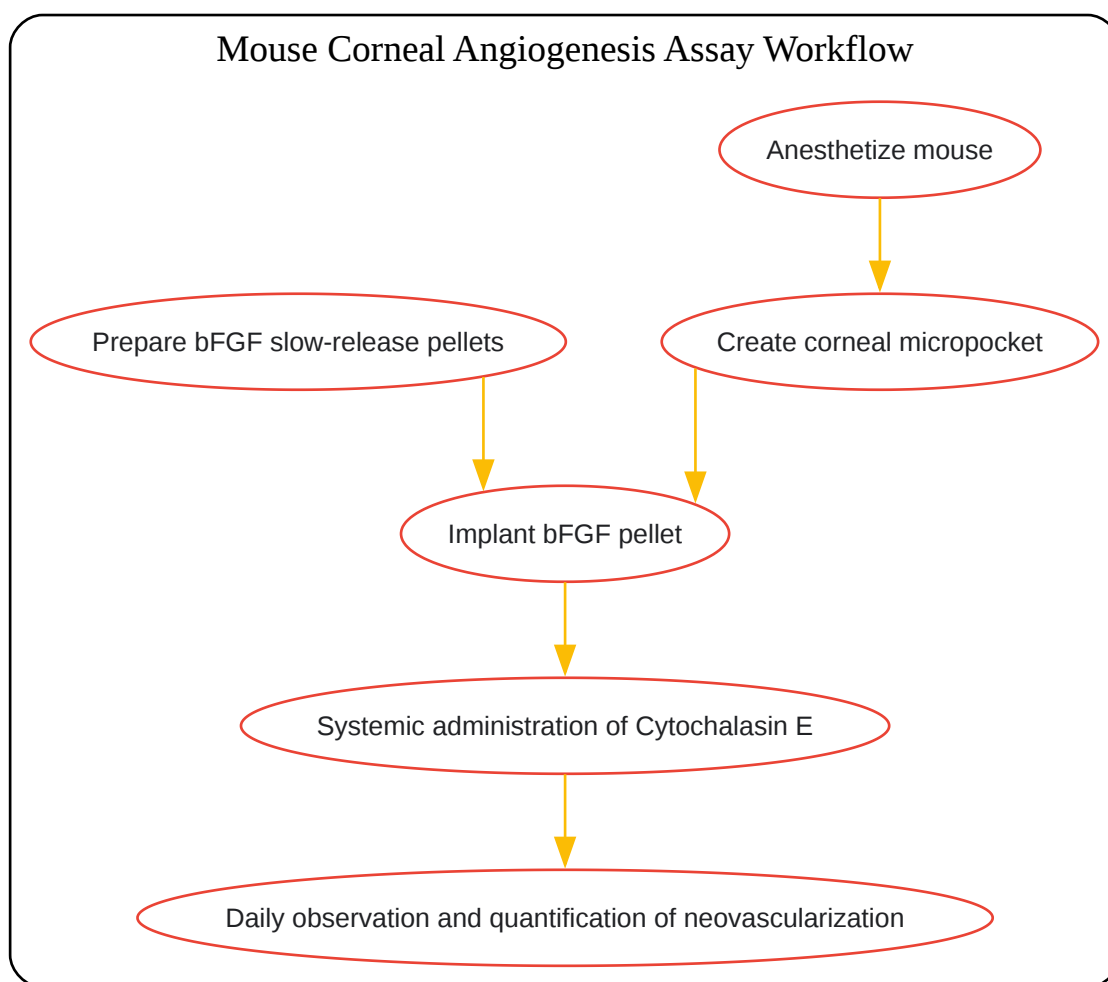 Mouse Corneal Angiogenesis Assay Workflow
Anesthetize mouse
Prepare bFGF slow-release pellets
Create corneal micropocket
Implant bFGF pellet
Systemic administration of Cytochalasin E
Daily observation and quantification of neovascularization